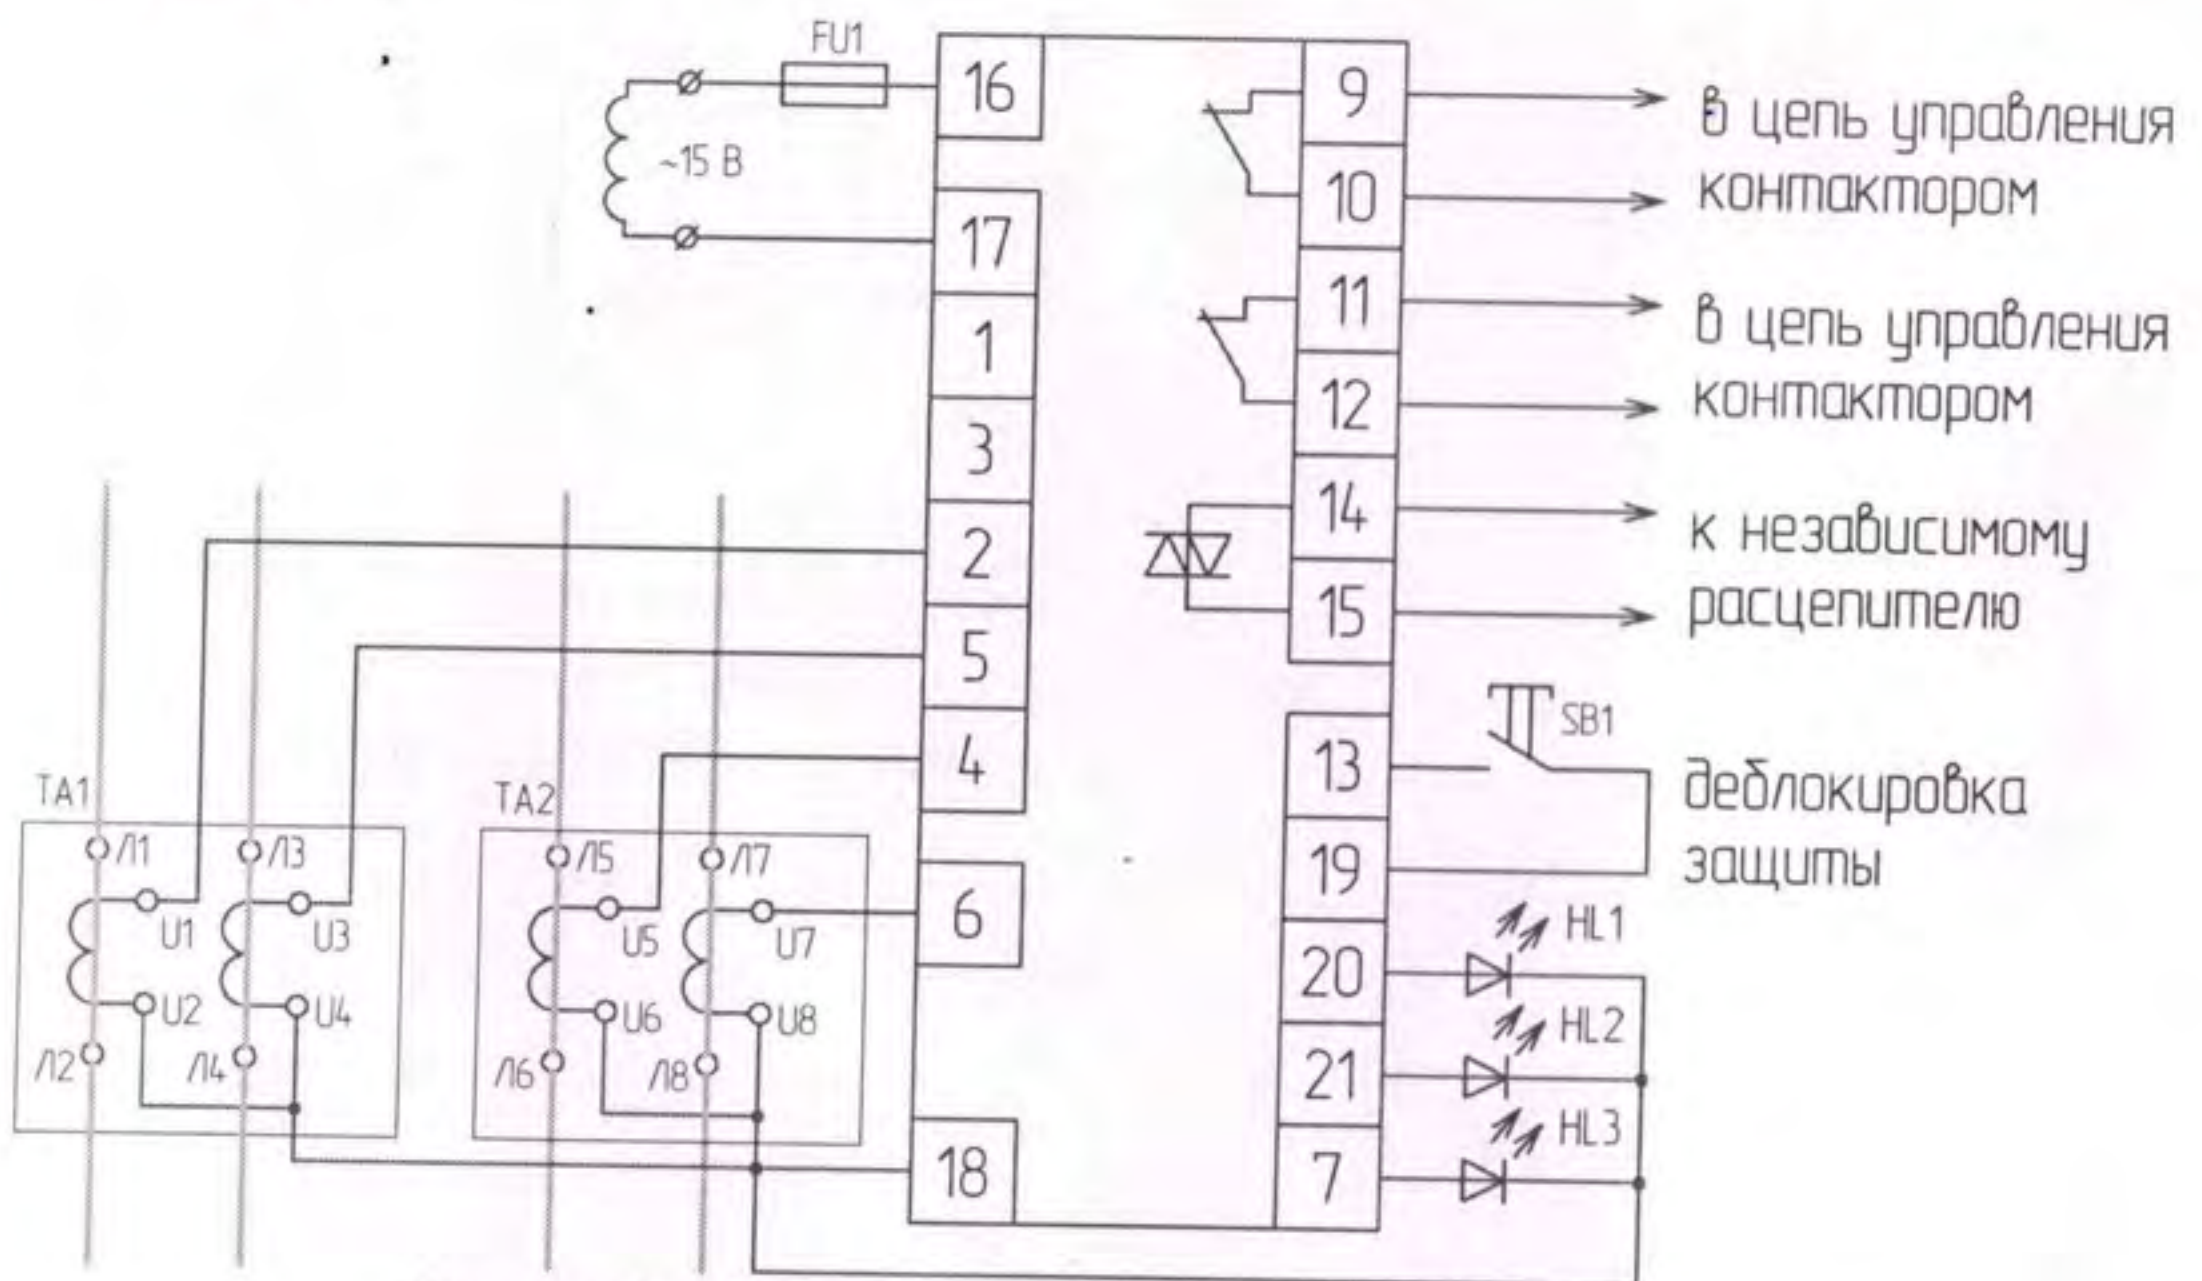 FU1
16
9
в цепь управления
контактором
~15 В
10
17
11
в цепь управления
контактором
1
12
3
14
к независимому
расцепителю
2
15
5
SB1
4
13
деблокировка
защиты
ТА1
ТА2
Л1
Л3
Л5
Л7
19
U1
U3
U5
U7
6
HL1
20
U2
U4
U6
U8
HL2
Л2
Л4
Л6
Л8
21
HL3
18
7